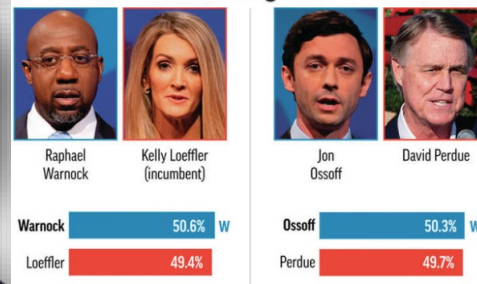 Raphael
Warnock
Kelly Loeffler
(incumbent)
Jon
Ossoff
David Perdue
Warnock 50.6% W
Loeffler 49.4%
Ossoff 50.3% W
Perdue 49.7%